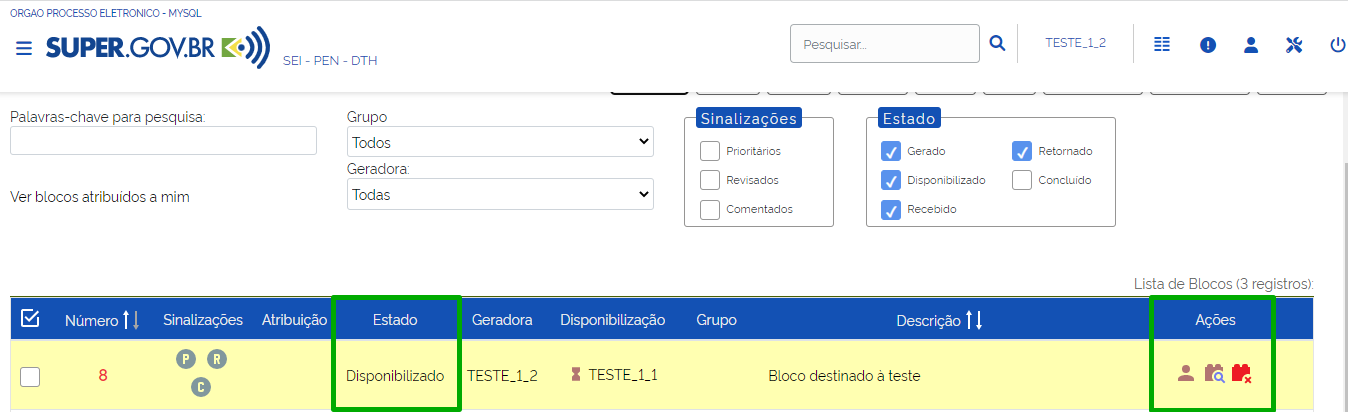 ORGAO PROCESSO ELETRONICO - MYSQL
SUPER.GOV.BR
SEI - PEN - DTH
Pesquisar...
TESTE_1_2
Palavras-chave para pesquisa:
Grupo
Todos
Geradora:
Todas
Ver blocos atribuídos a mim
Sinalizações
Prioritários
Revisados
Comentados
Estado
Gerado
Retornado
Disponibilizado
Concluído
Recebido
Lista de Blocos (3 registros):
Número Sinalizações Atribuição Estado Geradora Disponibilização Grupo Descrição Ações
P R
C
8 Disponibilizado TESTE_1_2 TESTE_1_1 Bloco destinado à teste